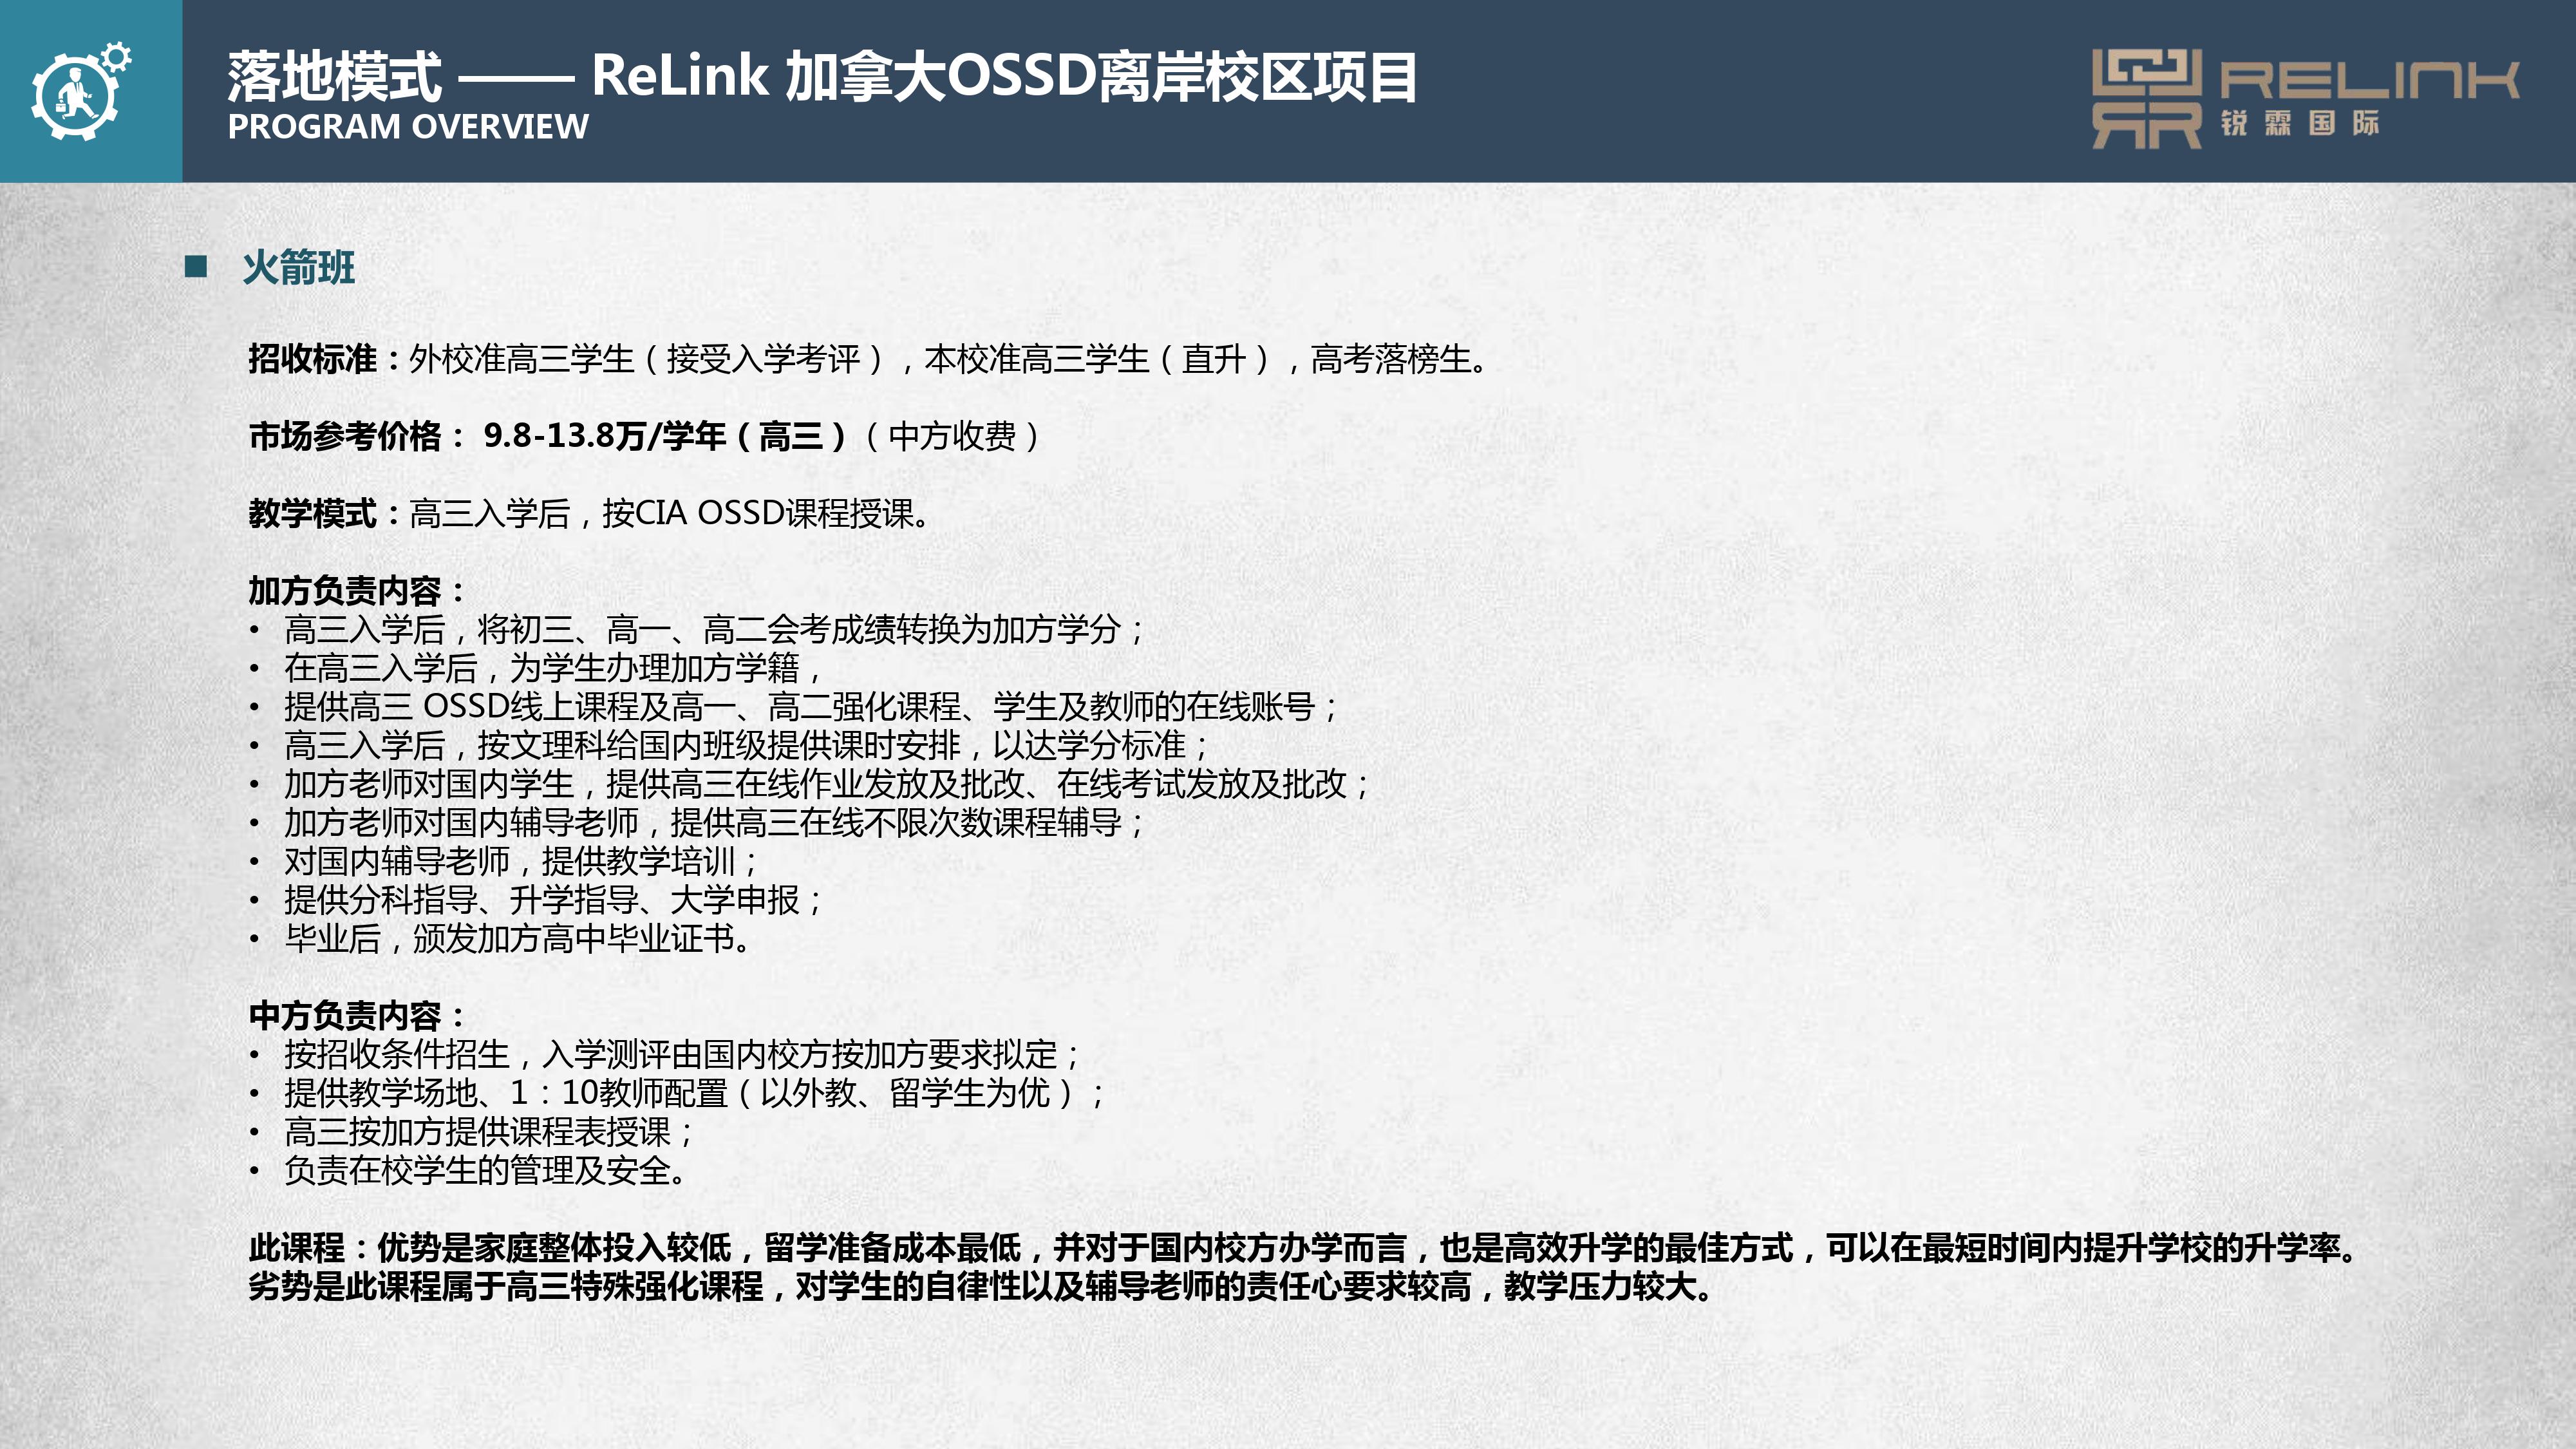 落地模式 —— ReLink 加拿大OSSD离岸校区项目
PROGRAM OVERVIEW
RELINK
锐霖国际
■ 火箭班
招收标准：外校准高三学生（接受入学考评），本校准高三学生（直升），高考落榜生。
市场参考价格： 9.8-13.8万/学年（高三）（中方收费）
教学模式：高三入学后，按CIA OSSD课程授课。
加方负责内容：
• 高三入学后，将初三、高一、高二会考成绩转换为加方学分；
• 在高三入学后，为学生办理加方学籍，
• 提供高三 OSSD线上课程及高一、高二强化课程、学生及教师的在线账号；
• 高三入学后，按文理科给国内班级提供课时安排，以达学分标准；
• 加方老师对国内学生，提供高三在线作业发放及批改、在线考试发放及批改；
• 加方老师对国内辅导老师，提供高三在线不限次数课程辅导；
• 对国内辅导老师，提供教学培训；
• 提供分科指导、升学指导、大学申报；
• 毕业后，颁发加方高中毕业证书。
中方负责内容：
• 按招收条件招生，入学测评由国内校方按加方要求拟定；
• 提供教学场地、1：10教师配置（以外教、留学生为优）；
• 高三按加方提供课程表授课；
• 负责在校学生的管理及安全。
此课程：优势是家庭整体投入较低，留学准备成本最低，并对于国内校方办学而言，也是高效升学的最佳方式，可以在最短时间内提升学校的升学率。
劣势是此课程属于高三特殊强化课程，对学生的自律性以及辅导老师的责任心要求较高，教学压力较大。